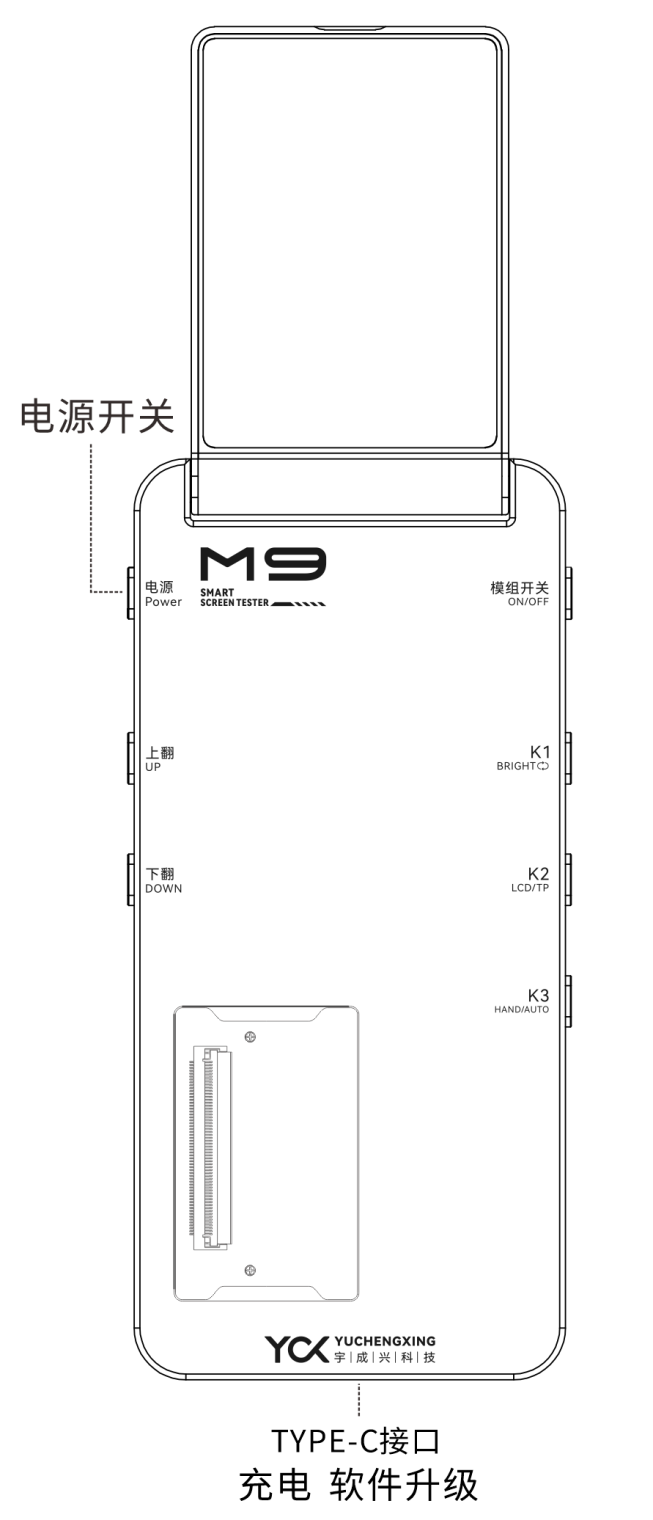 电源开关
M9
SMART
SCREEN TESTER
电源
Power
模组开关
ON/OFF
上翻
UP
K1
BRIGHT
下翻
DOWN
K2
LCD/TP
K3
HAND/AUTO
YCX YUCHENGXING
宇|成|兴|科|技
TYPE-C接口
充电 软件升级